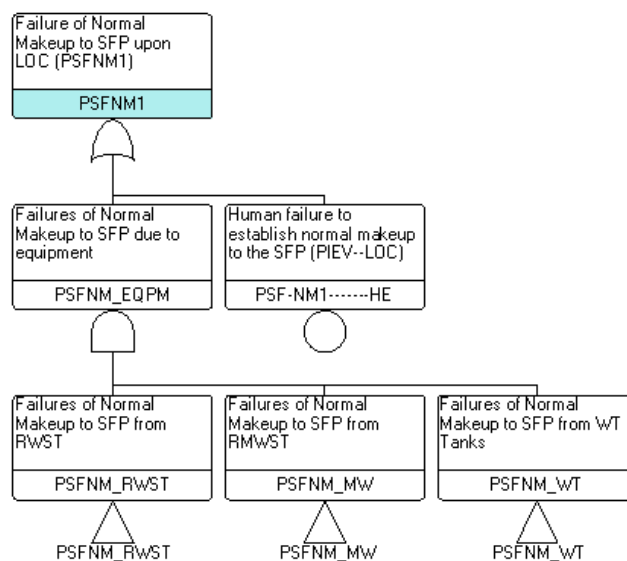 Failure of Normal
Makeup to SFP upon
LOC (PSFNM1)
PSFNM1
Failures of Normal
Makeup to SFP due to
equipment
PSFNM_EQPM
Human failure to
establish normal makeup
to the SFP (PIEV--LOC)
PSF-NM1-------HE
Failures of Normal
Makeup to SFP from
RWST
PSFNM_RWST
PSFNM_RWST
Failures of Normal
Makeup to SFP from
RMWST
PSFNM_MW
PSFNM_MW
Failures of Normal
Makeup to SFP from WT
Tanks
PSFNM_WT
PSFNM_WT